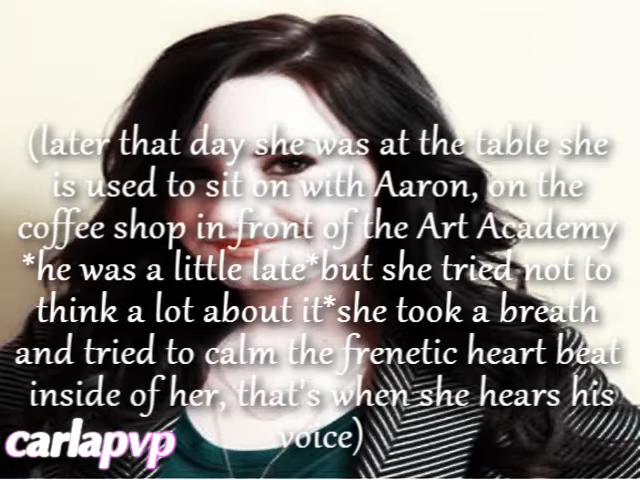 (later that day she was at the table she
is used to sit on with Aaron, on the
coffee shop in front of the Art Academy
*he was a little late*but she tried not to
think a lot about it*she took a breath
and tried to calm the frenetic heart beat
inside of her, that's when she hears his
voice)
carlapvp